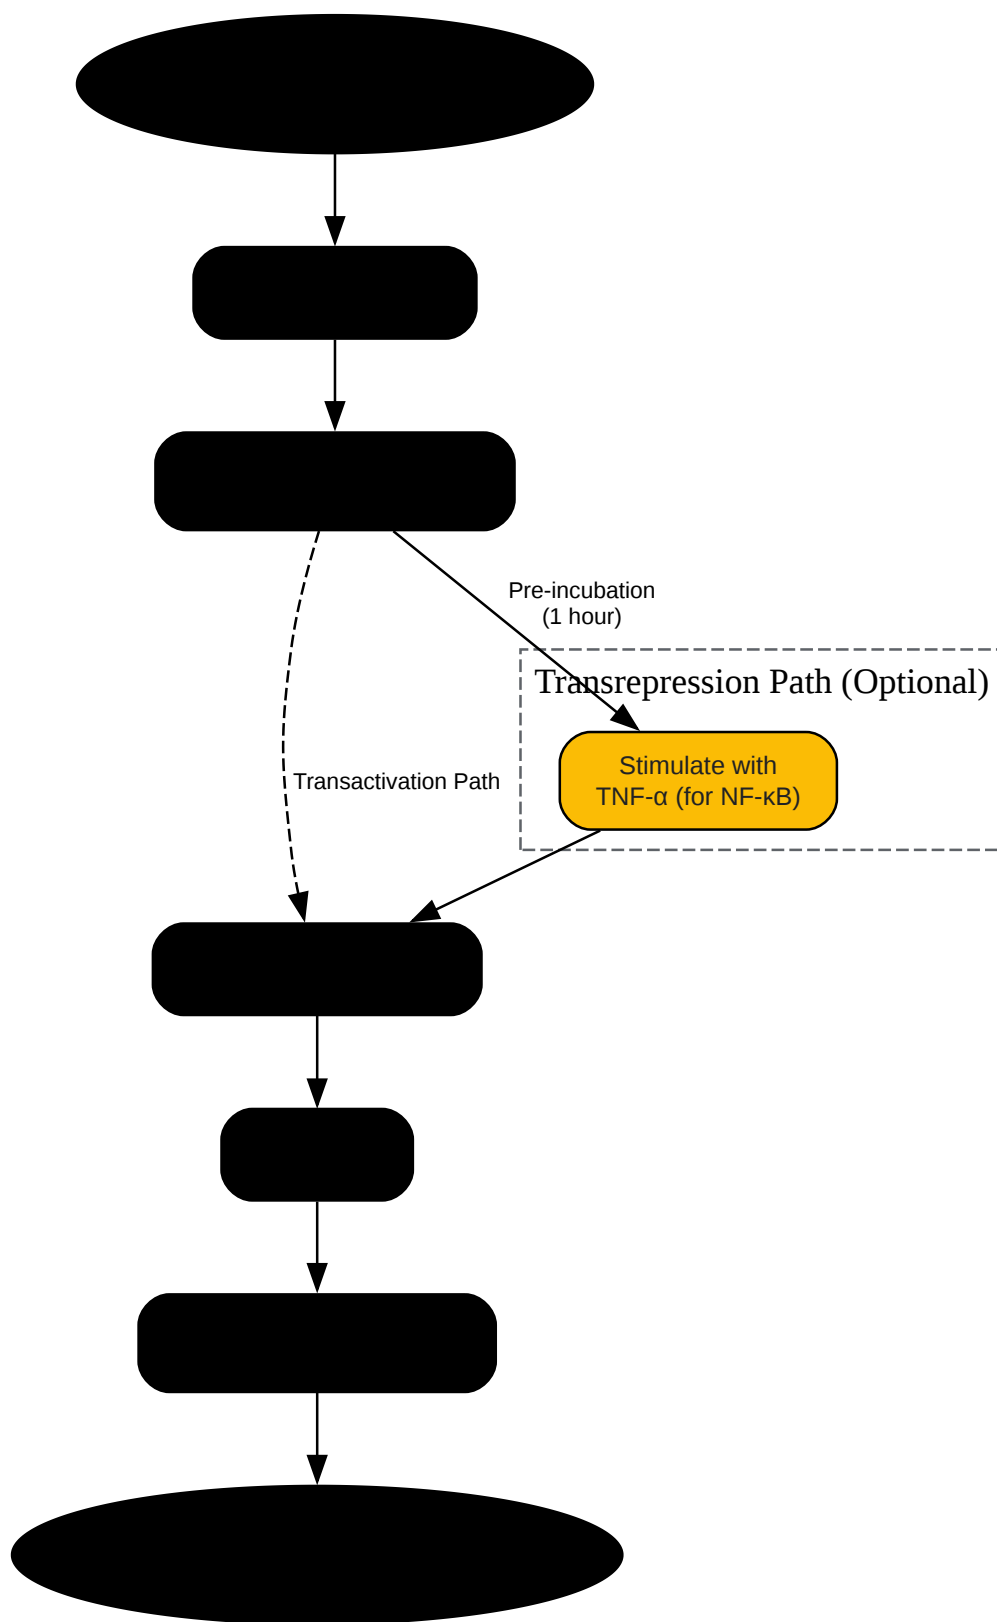 Pre-incubation
(1 hour)
Transrepression Path (Optional)
Stimulate with
TNF-α (for NF-κB)
Transactivation Path